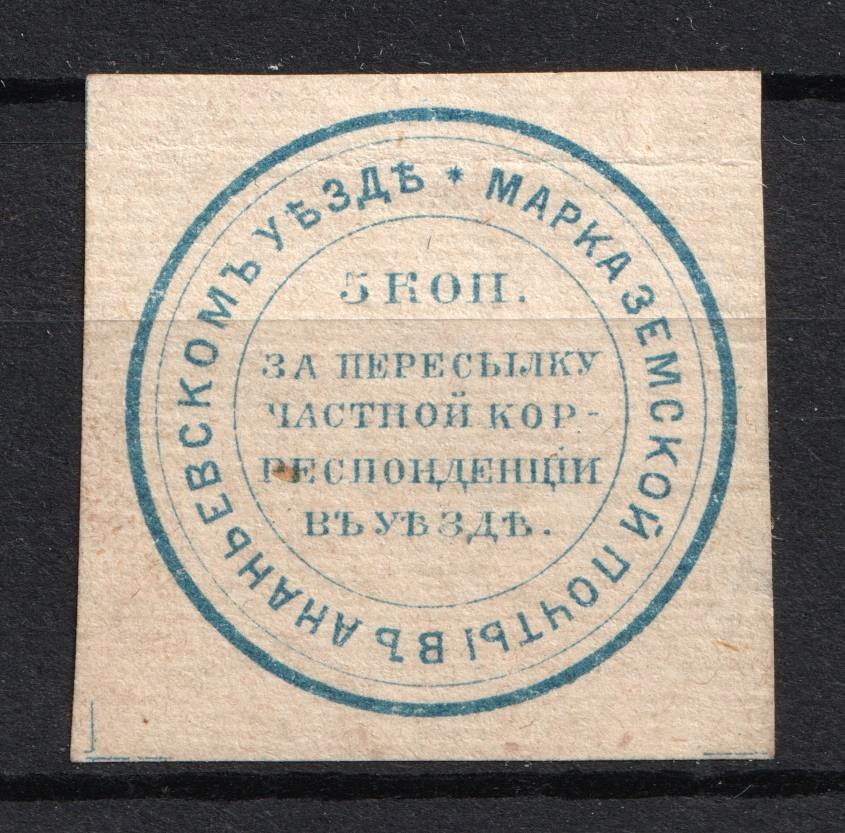 * МАРКА ЗЕМСКОЙ ПОЧТЫ ВЪ АНАНЬЕВСКОМЪ УѢЗДѢ
5 КОП.
ЗА ПЕРЕСЫЛКУ
ЧАСТНОЙ КОР-
РЕСПОНДЕНЦІИ
ВЪ УѢЗДѢ.